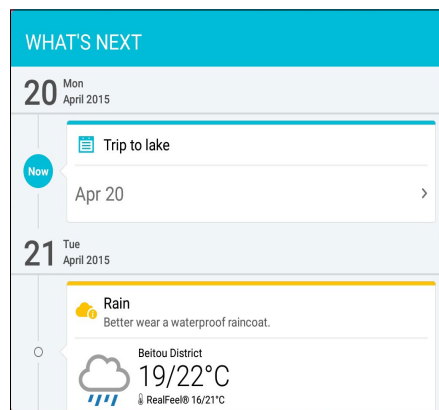 WHAT'S NEXT
20 Mon
April 2015
Trip to lake
Now
Apr 20
21 Tue
April 2015
Rain
Better wear a waterproof raincoat.
Beitou District
19/22°C
RealFeel® 16/21°C